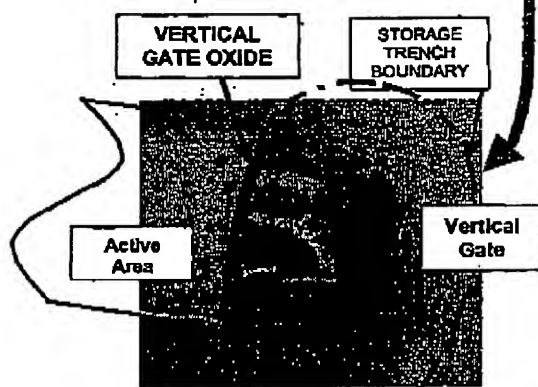 VERTICAL
GATE OXIDE
STORAGE
TRENCH
BOUNDARY
Active
Area
Vertical
Gate